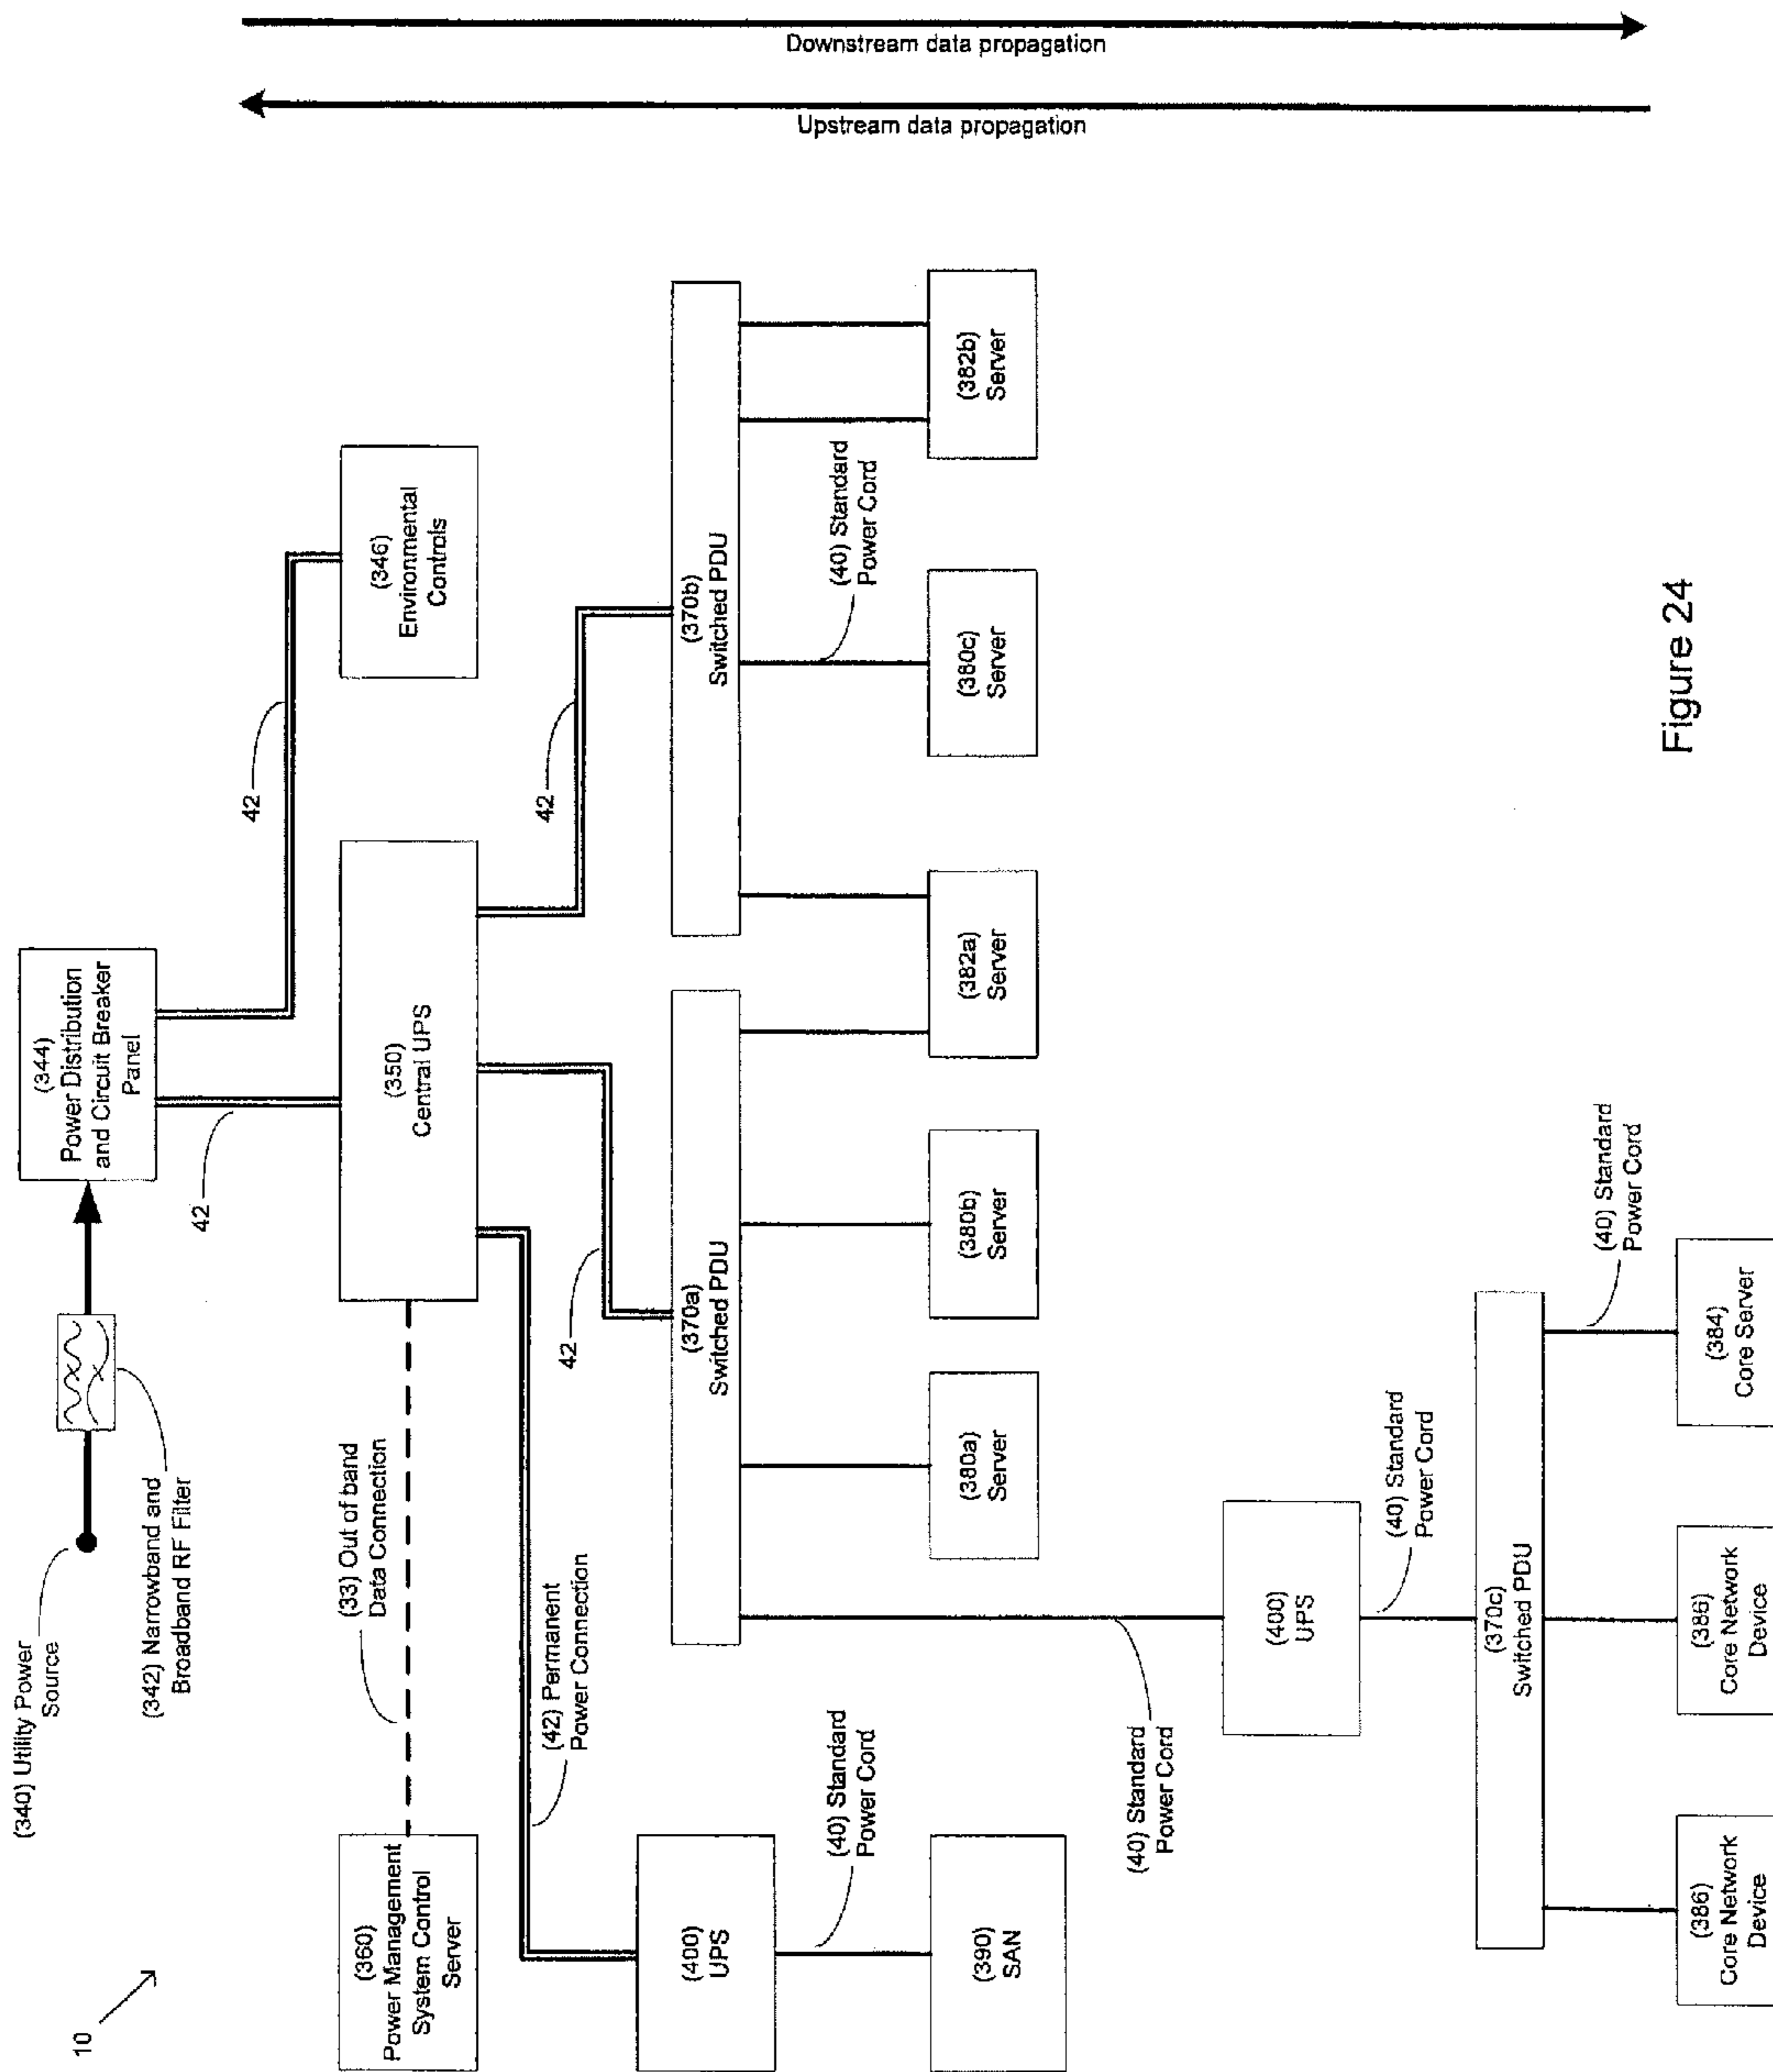 10
(340) Utility Power
Source
(342) Narrowband and
Broadband RF Filter
(344)
Power Distribution
and Circuit Breaker
Panel
42
42
(360)
Power Management
System Control
Server
(33) Out of band
Data Connection
(350)
Central UPS
(346)
Environmental
Controls
(42) Permanent
Power Connection
42
42
(400)
UPS
(370a)
Switched PDU
(370b)
Switched PDU
(40) Standard
Power Cord
(40) Standard
Power Cord
(390)
SAN
(380a)
Server
(380b)
Server
(382a)
Server
(380c)
Server
(382b)
Server
(40) Standard
Power Cord
(400)
UPS
(40) Standard
Power Cord
(370c)
Switched PDU
(40) Standard
Power Cord
(386)
Core Network
Device
(386)
Core Network
Device
(384)
Core Server
Upstream data propagation
Downstream data propagation
Figure 24